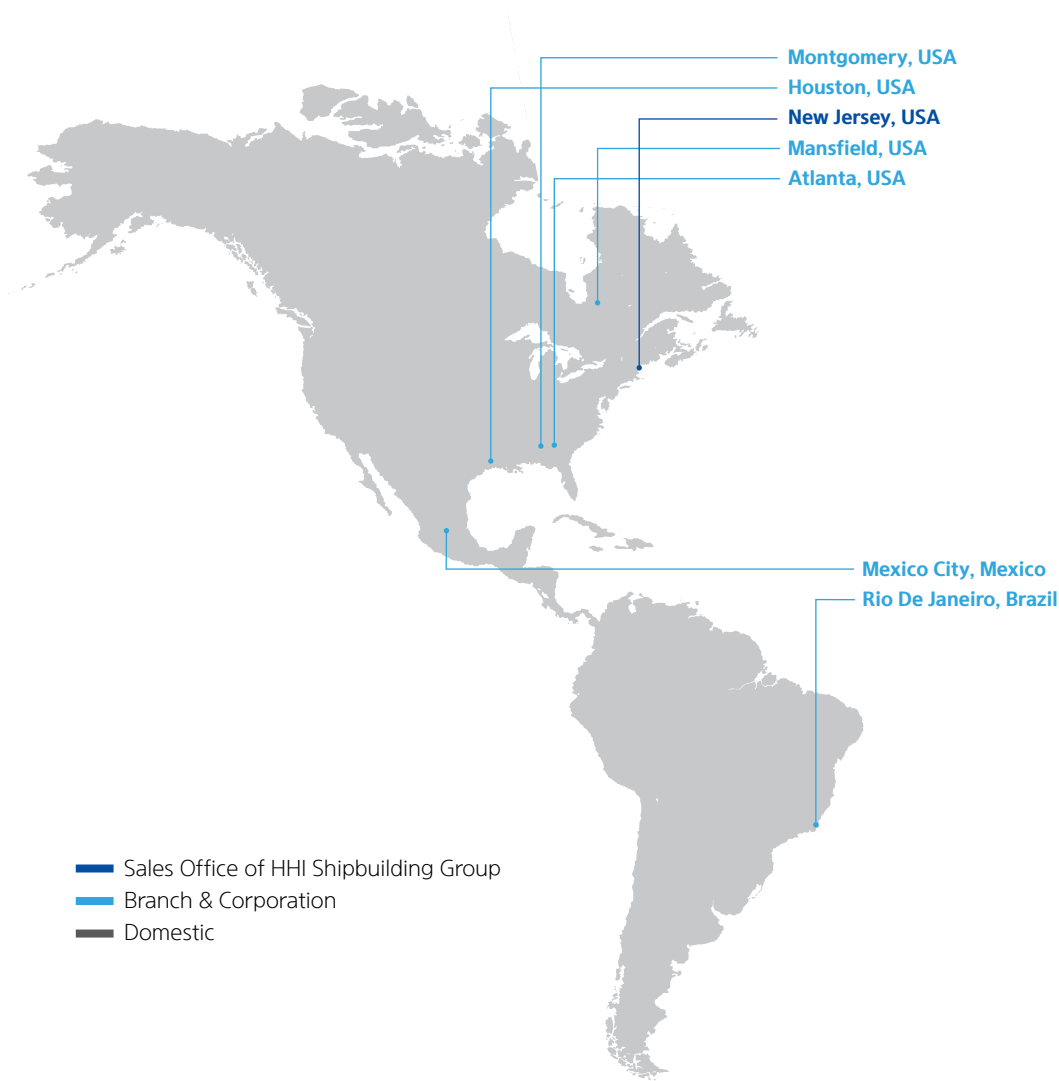 Montgomery, USA
Houston, USA
New Jersey, USA
Mansfield, USA
Atlanta, USA
Mexico City, Mexico
Rio De Janeiro, Brazil
Sales Office of HHI Shipbuilding Group
Branch & Corporation
Domestic